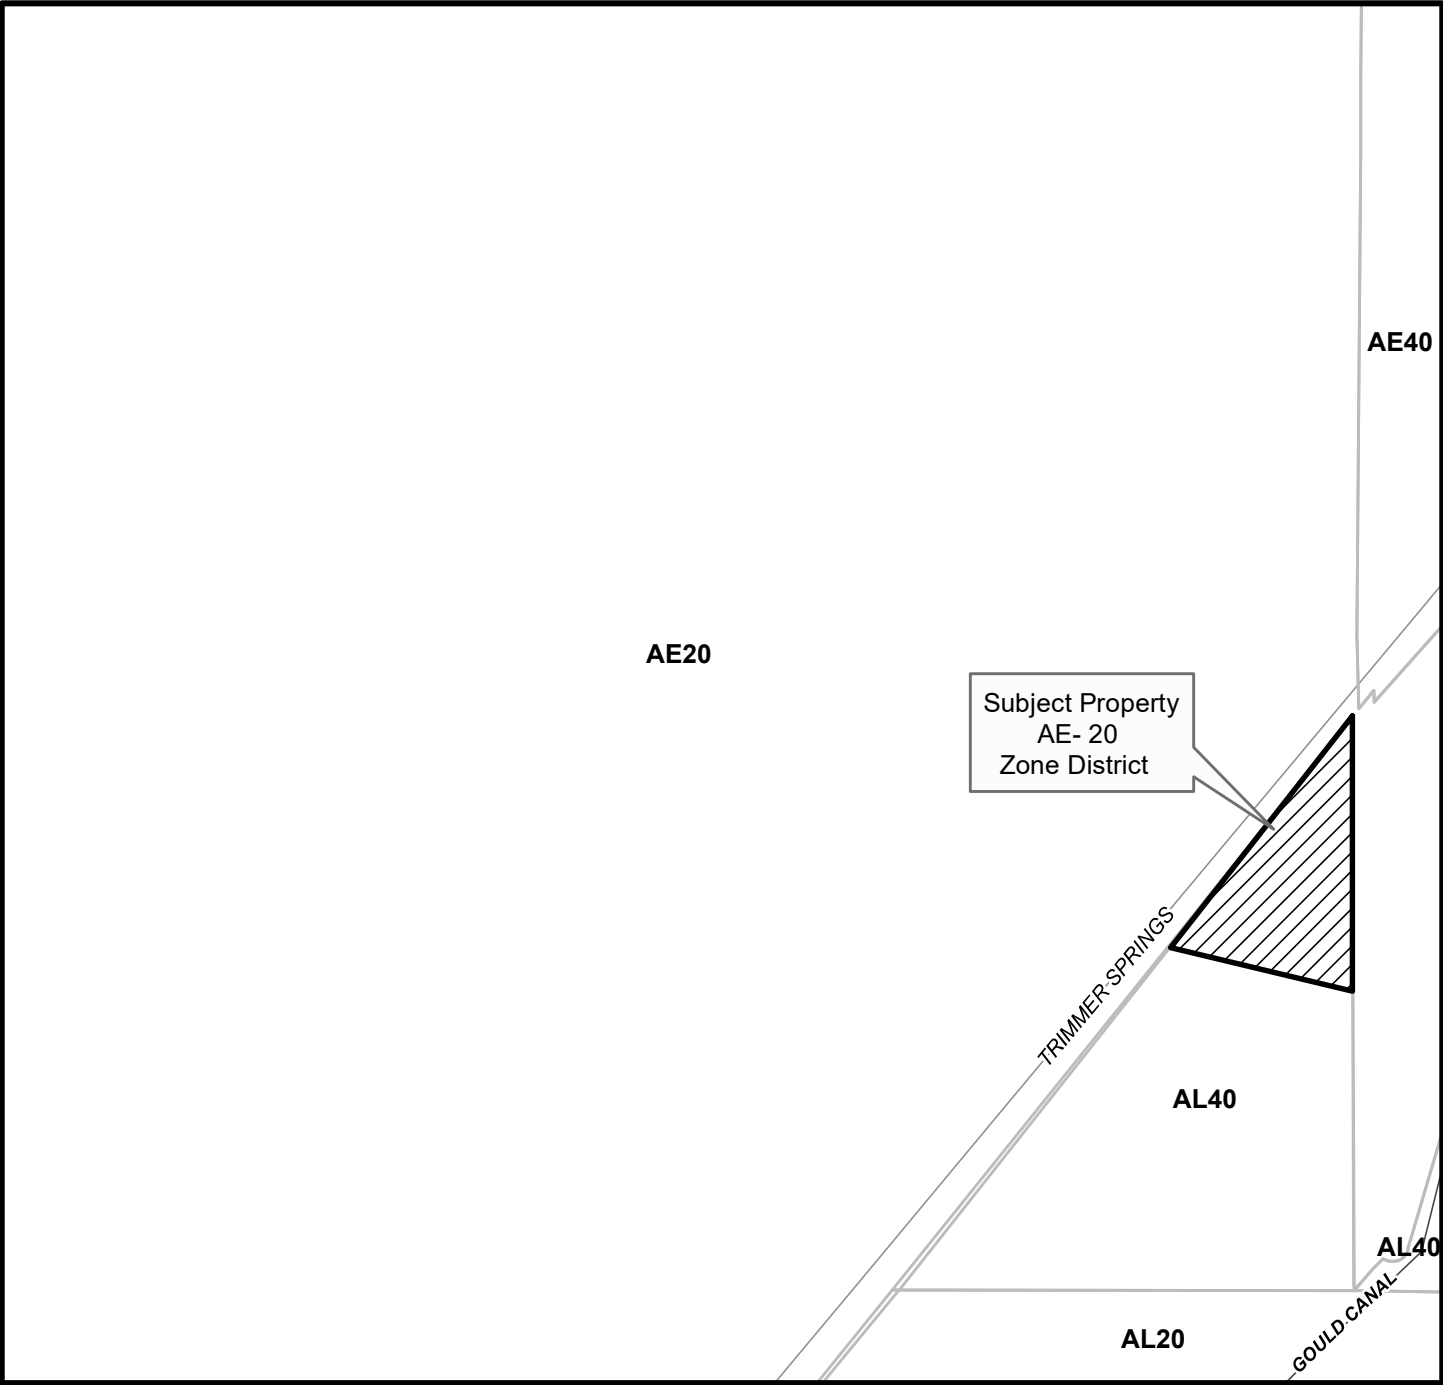 AE40
AE20
Subject Property
AE- 20
Zone District
TRIMMER SPRINGS
AL40
AL40
GOULD CANAL
AL20